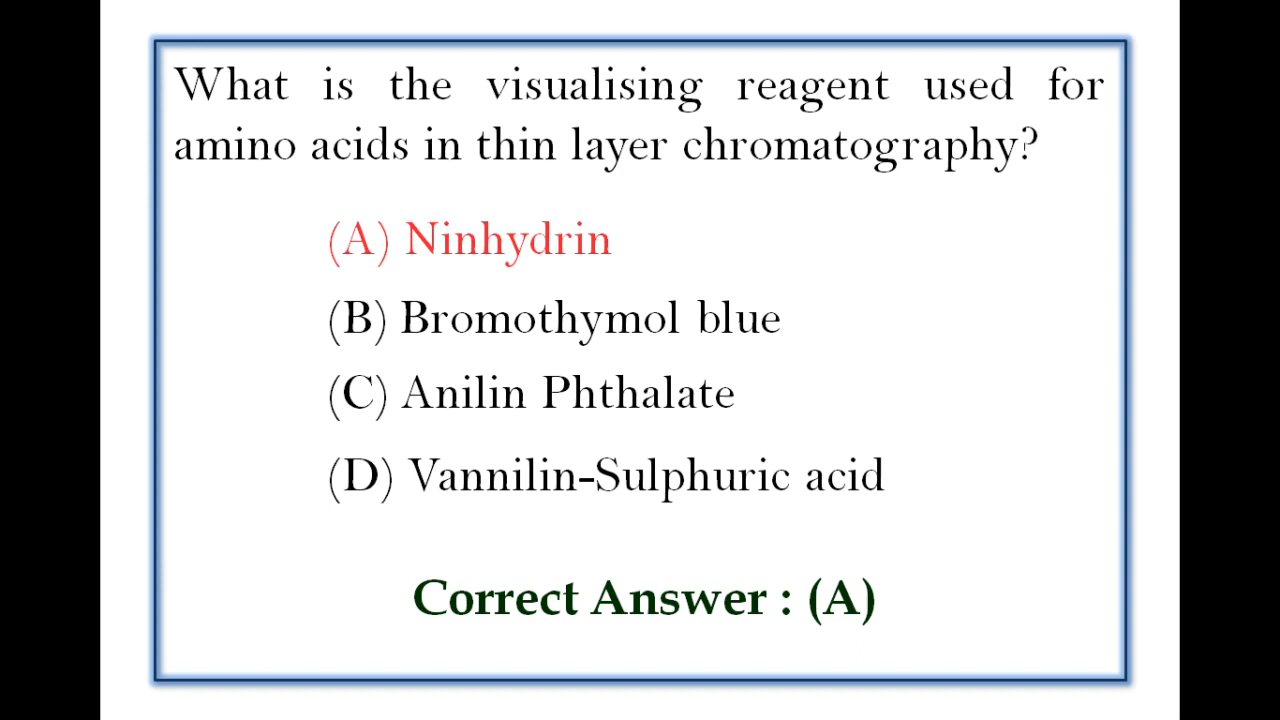 What is the visualising reagent used for
amino acids in thin layer chromatography?
(A) Ninhydrin
(B) Bromothymol blue
(C) Anilin Phthalate
(D) Vannilin-Sulphuric acid
Correct Answer : (A)